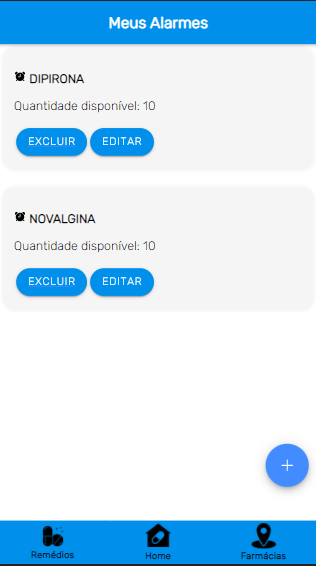 Meus Alarmes
DIPIRONA
Quantidade disponível: 10
EXCLUIR EDITAR
NOVALGINA
Quantidade disponível: 10
EXCLUIR EDITAR
+
Remédios Home Farmácias